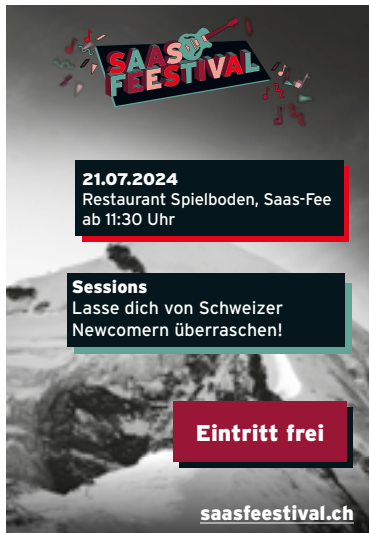 SAAS
FEESTIVAL
21.07.2024
Restaurant Spielboden, Saas-Fee
ab 11:30 Uhr
Sessions
Lasse dich von Schweizer
Newcomern überraschen!
Eintritt frei
saasfeestival.ch